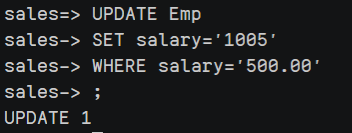 sales=> UPDATE Emp
sales-> SET salary='1005'
sales-> WHERE salary='500.00'
sales-> ;
UPDATE 1